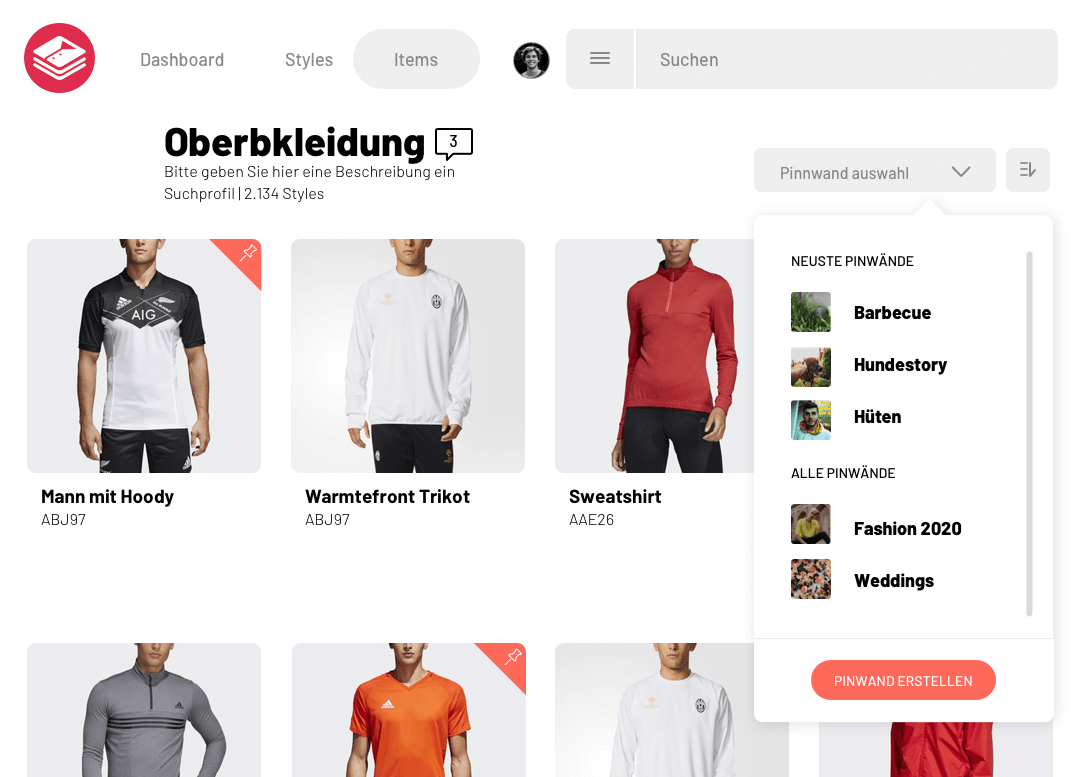 Dashboard
Styles
Items
Suchen
Oberbkleidung
3
Bitte geben Sie hier eine Beschreibung ein
Suchprofil | 2.134 Styles
Pinnwand auswahl
NEUSTE PINWÄNDE
Barbecue
Hundestory
Hüten
ALLE PINWÄNDE
Fashion 2020
Weddings
PINWAND ERSTELLEN
AIG
Mann mit Hoody
ABJ97
Warmtefront Trikot
ABJ97
Sweatshirt
AAE26